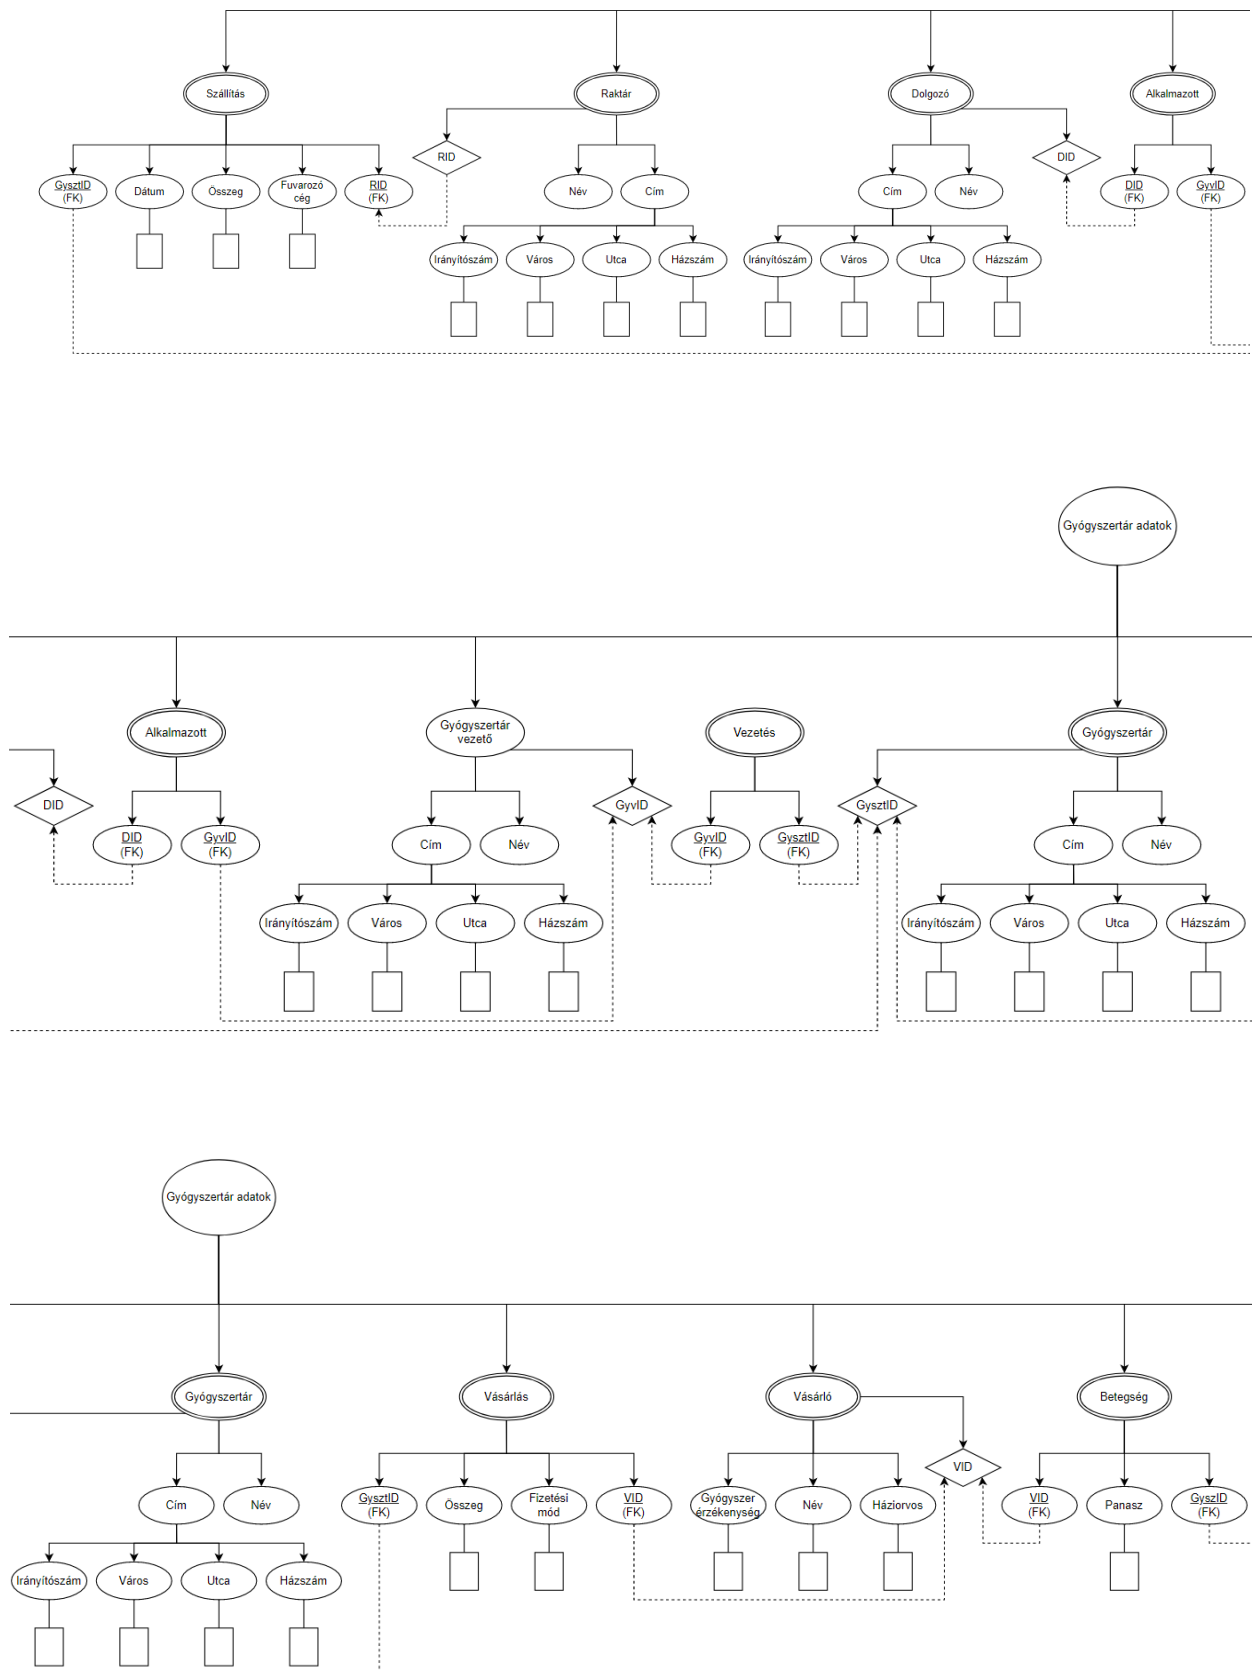 Szállítás
Raktár
Dolgozó
Alkalmazott
RID
DID
GysztID
(FK)
Dátum
Összeg
Fuvarozó
cég
RID
(FK)
Név
Cím
Cím
Név
DID
(FK)
GyvID
(FK)
Irányítószám
Város
Utca
Házszám
Irányítószám
Város
Utca
Házszám
Gyógyszertár adatok
Alkalmazott
Gyógyszertár
vezető
Vezetés
Gyógyszertár
DID
GyvID
GysztID
DID
(FK)
GyvID
(FK)
Cím
Név
GyvID
(FK)
GysztID
(FK)
Cím
Név
Irányítószám
Város
Utca
Házszám
Irányítószám
Város
Utca
Házszám
Gyógyszertár adatok
Gyógyszertár
Vásárlás
Vásárló
Betegség
VID
Cím
Név
GysztID
(FK)
Összeg
Fizetési
mód
VID
(FK)
Gyógyszer
érzékenység
Név
Háziorvos
VID
(FK)
Panasz
GyszID
(FK)
Irányítószám
Város
Utca
Házszám